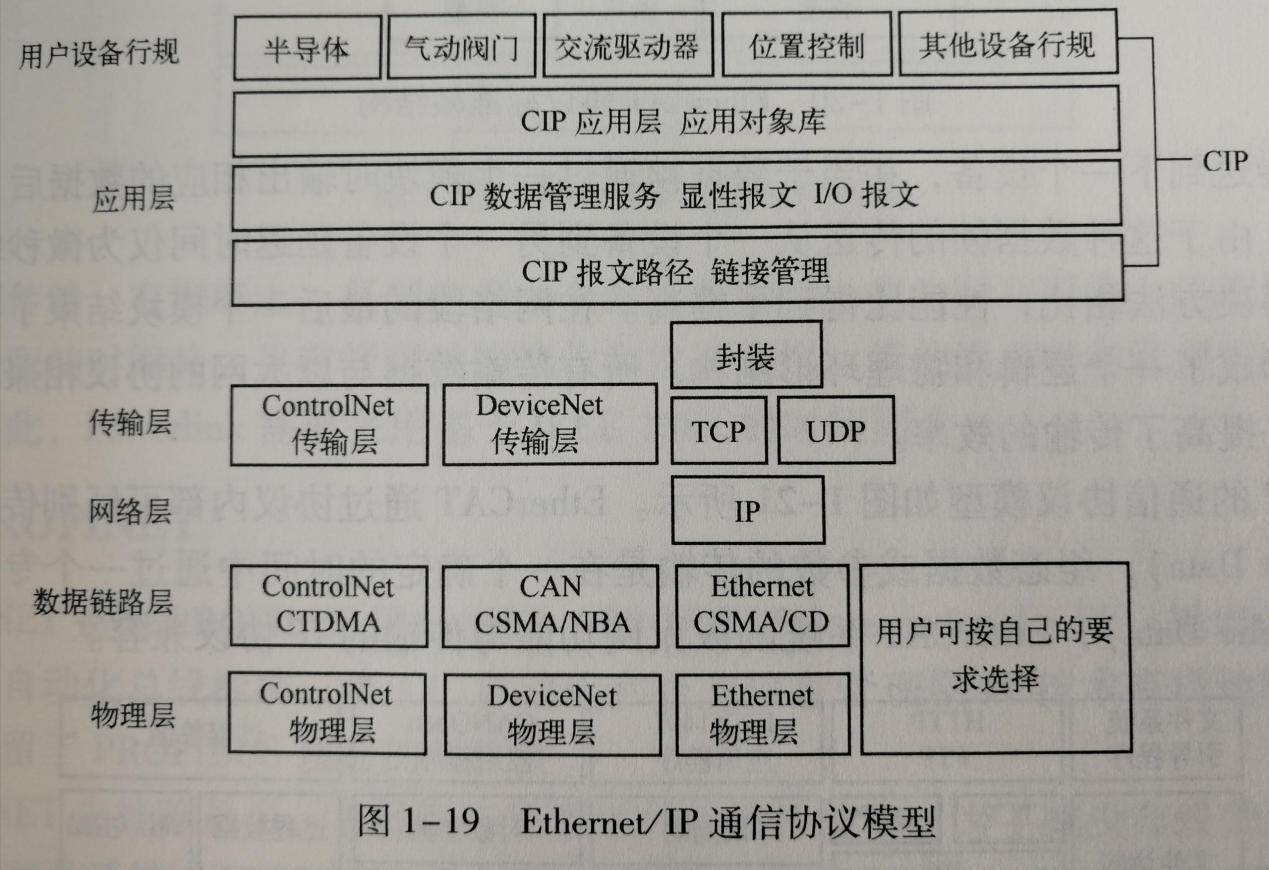 用户设备行规 半导体 气动阀门 交流驱动器 位置控制 其他设备行规
CIP 应用层 应用对象库
CIP
应用层 CIP 数据管理服务 显性报文 I/O 报文
CIP 报文路径 链接管理
封装
传输层 ControlNet 传输层 DeviceNet 传输层 TCP UDP
网络层 IP
数据链路层 ControlNet CTDMA CAN CSMA/NBA Ethernet CSMA/CD
用户可按自己的要
求选择
物理层 ControlNet 物理层 DeviceNet 物理层 Ethernet 物理层
图 1-19 Ethernet/IP 通信协议模型